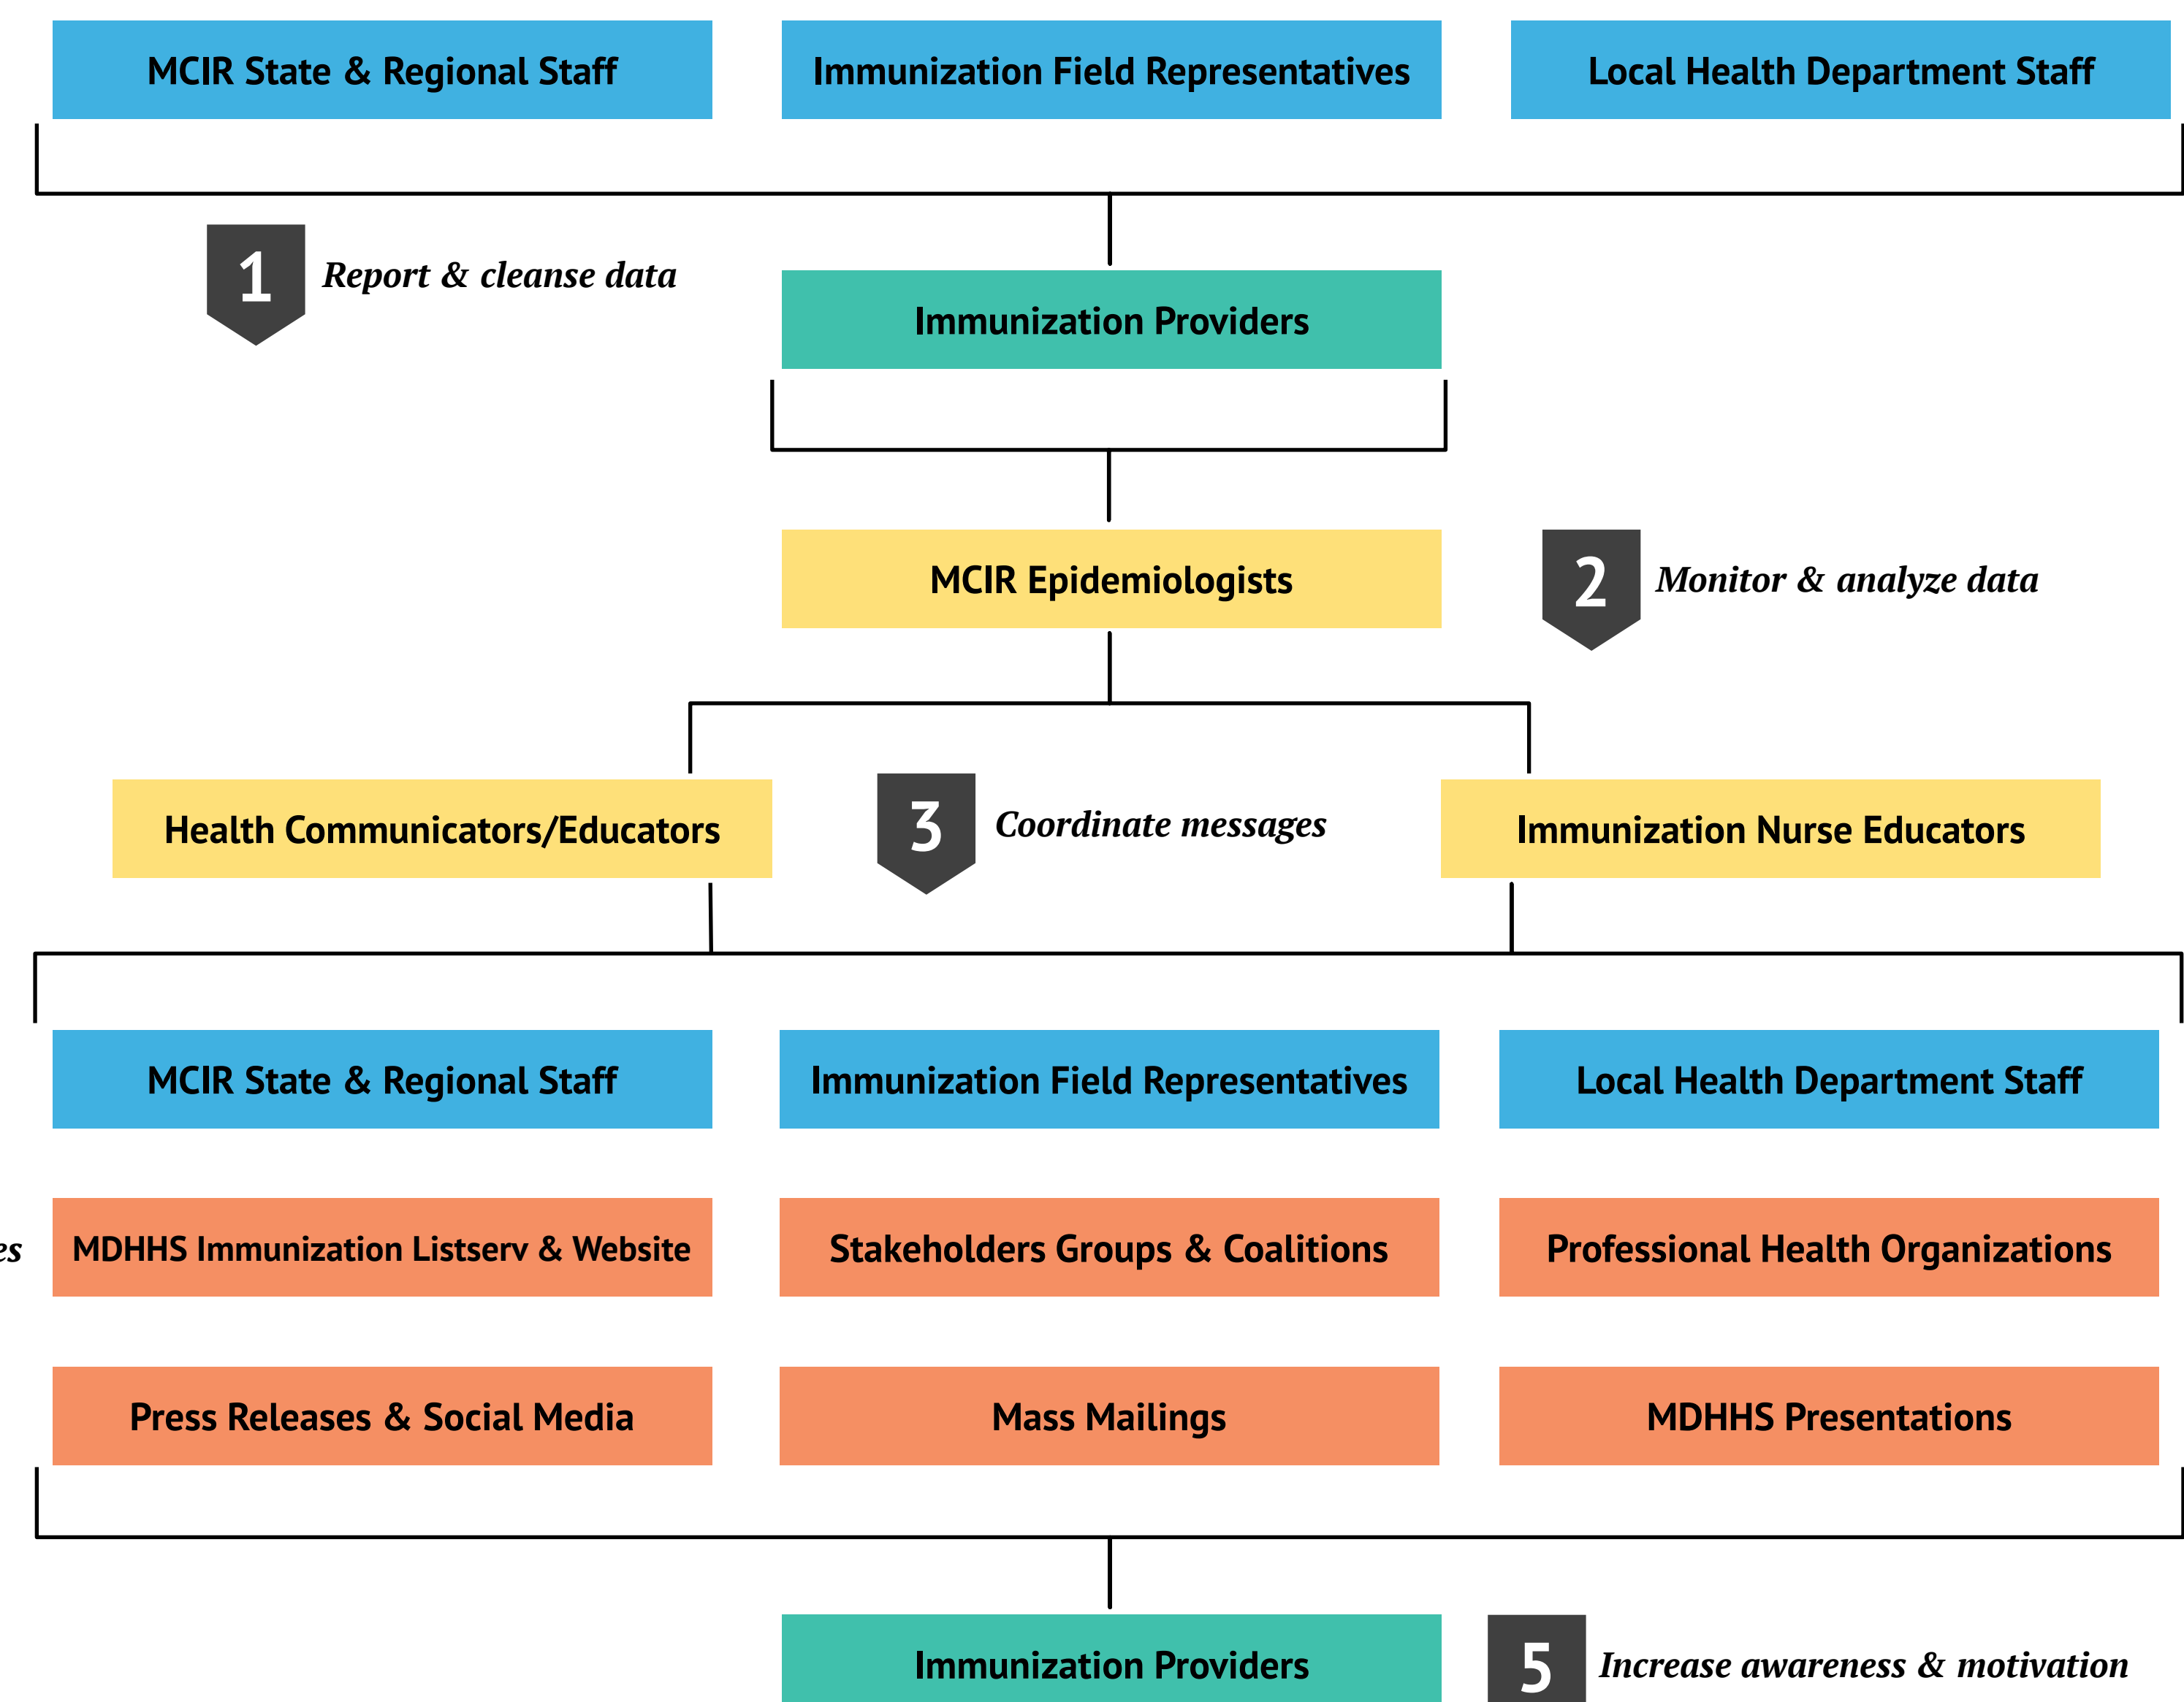 MCIR State & Regional Staff
Immunization Field Representatives
Local Health Department Staff
1
Report & cleanse data
Immunization Providers
MCIR Epidemiologists
2
Monitor & analyze data
Health Communicators/Educators
3
Coordinate messages
Immunization Nurse Educators
MCIR State & Regional Staff
Immunization Field Representatives
Local Health Department Staff
MDHHS Immunization Listserv & Website
Stakeholders Groups & Coalitions
Professional Health Organizations
Press Releases & Social Media
Mass Mailings
MDHHS Presentations
Immunization Providers
5
Increase awareness & motivation